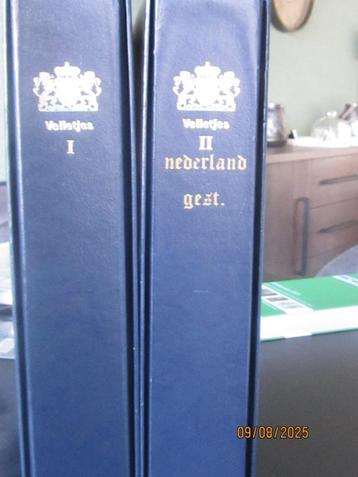 Velletjes
I
Velletjes
II
nederland
gest.
09/08/2025